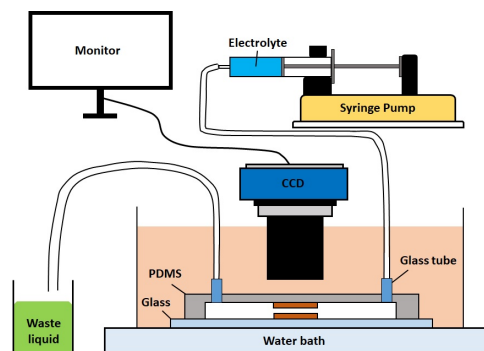 Monitor
Electrolyte
Syringe Pump
CCD
PDMS
Glass tube
Glass
Waste
liquid
Water bath